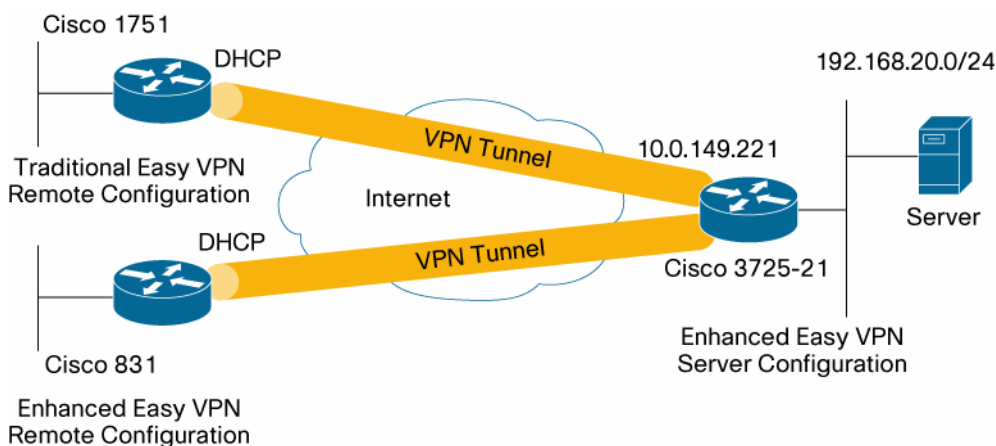 Cisco 1751
DHCP
192.168.20.0/24
VPN Tunnel
10.0.149.221
Traditional Easy VPN
Remote Configuration
Internet
Server
DHCP
VPN Tunnel
Cisco 3725-21
Cisco 831
Enhanced Easy VPN
Server Configuration
Enhanced Easy VPN
Remote Configuration